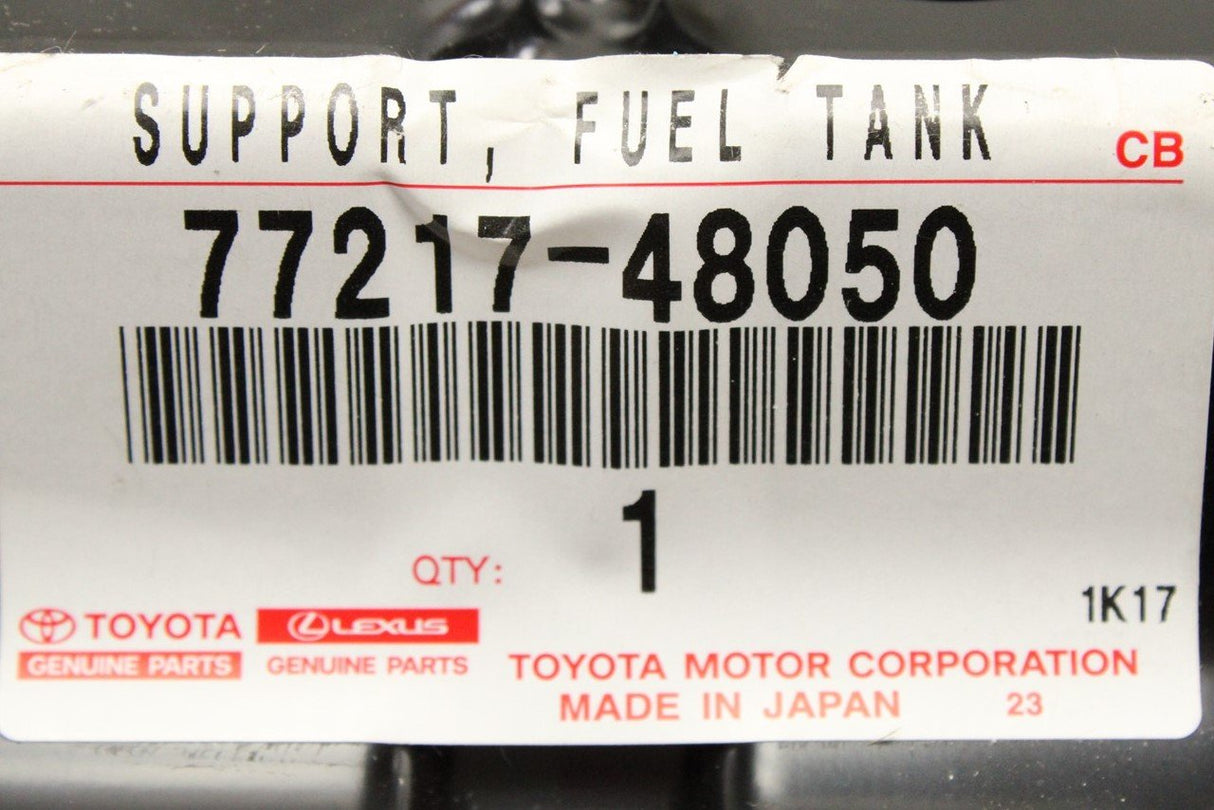 SUPPORT, FUEL TANK
CB
77217-48050
1
QTY:
1K17
TOYOTA LEXUS
GENUINE PARTS GENUINE PARTS
TOYOTA MOTOR CORPORATION
MADE IN JAPAN 23